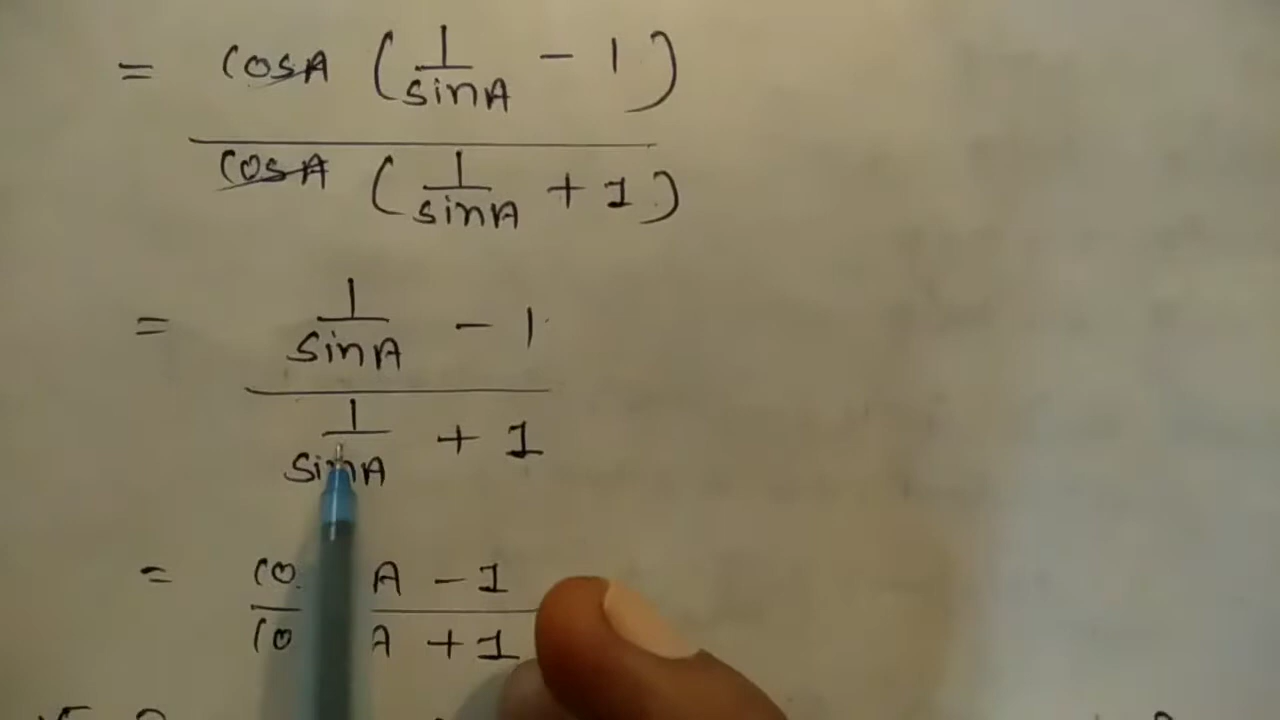 = cosA (1/sinA - 1)
cosA (1/sinA + 1)
= 1/sinA - 1
1/sinA + 1
= co A - 1
co A + 1